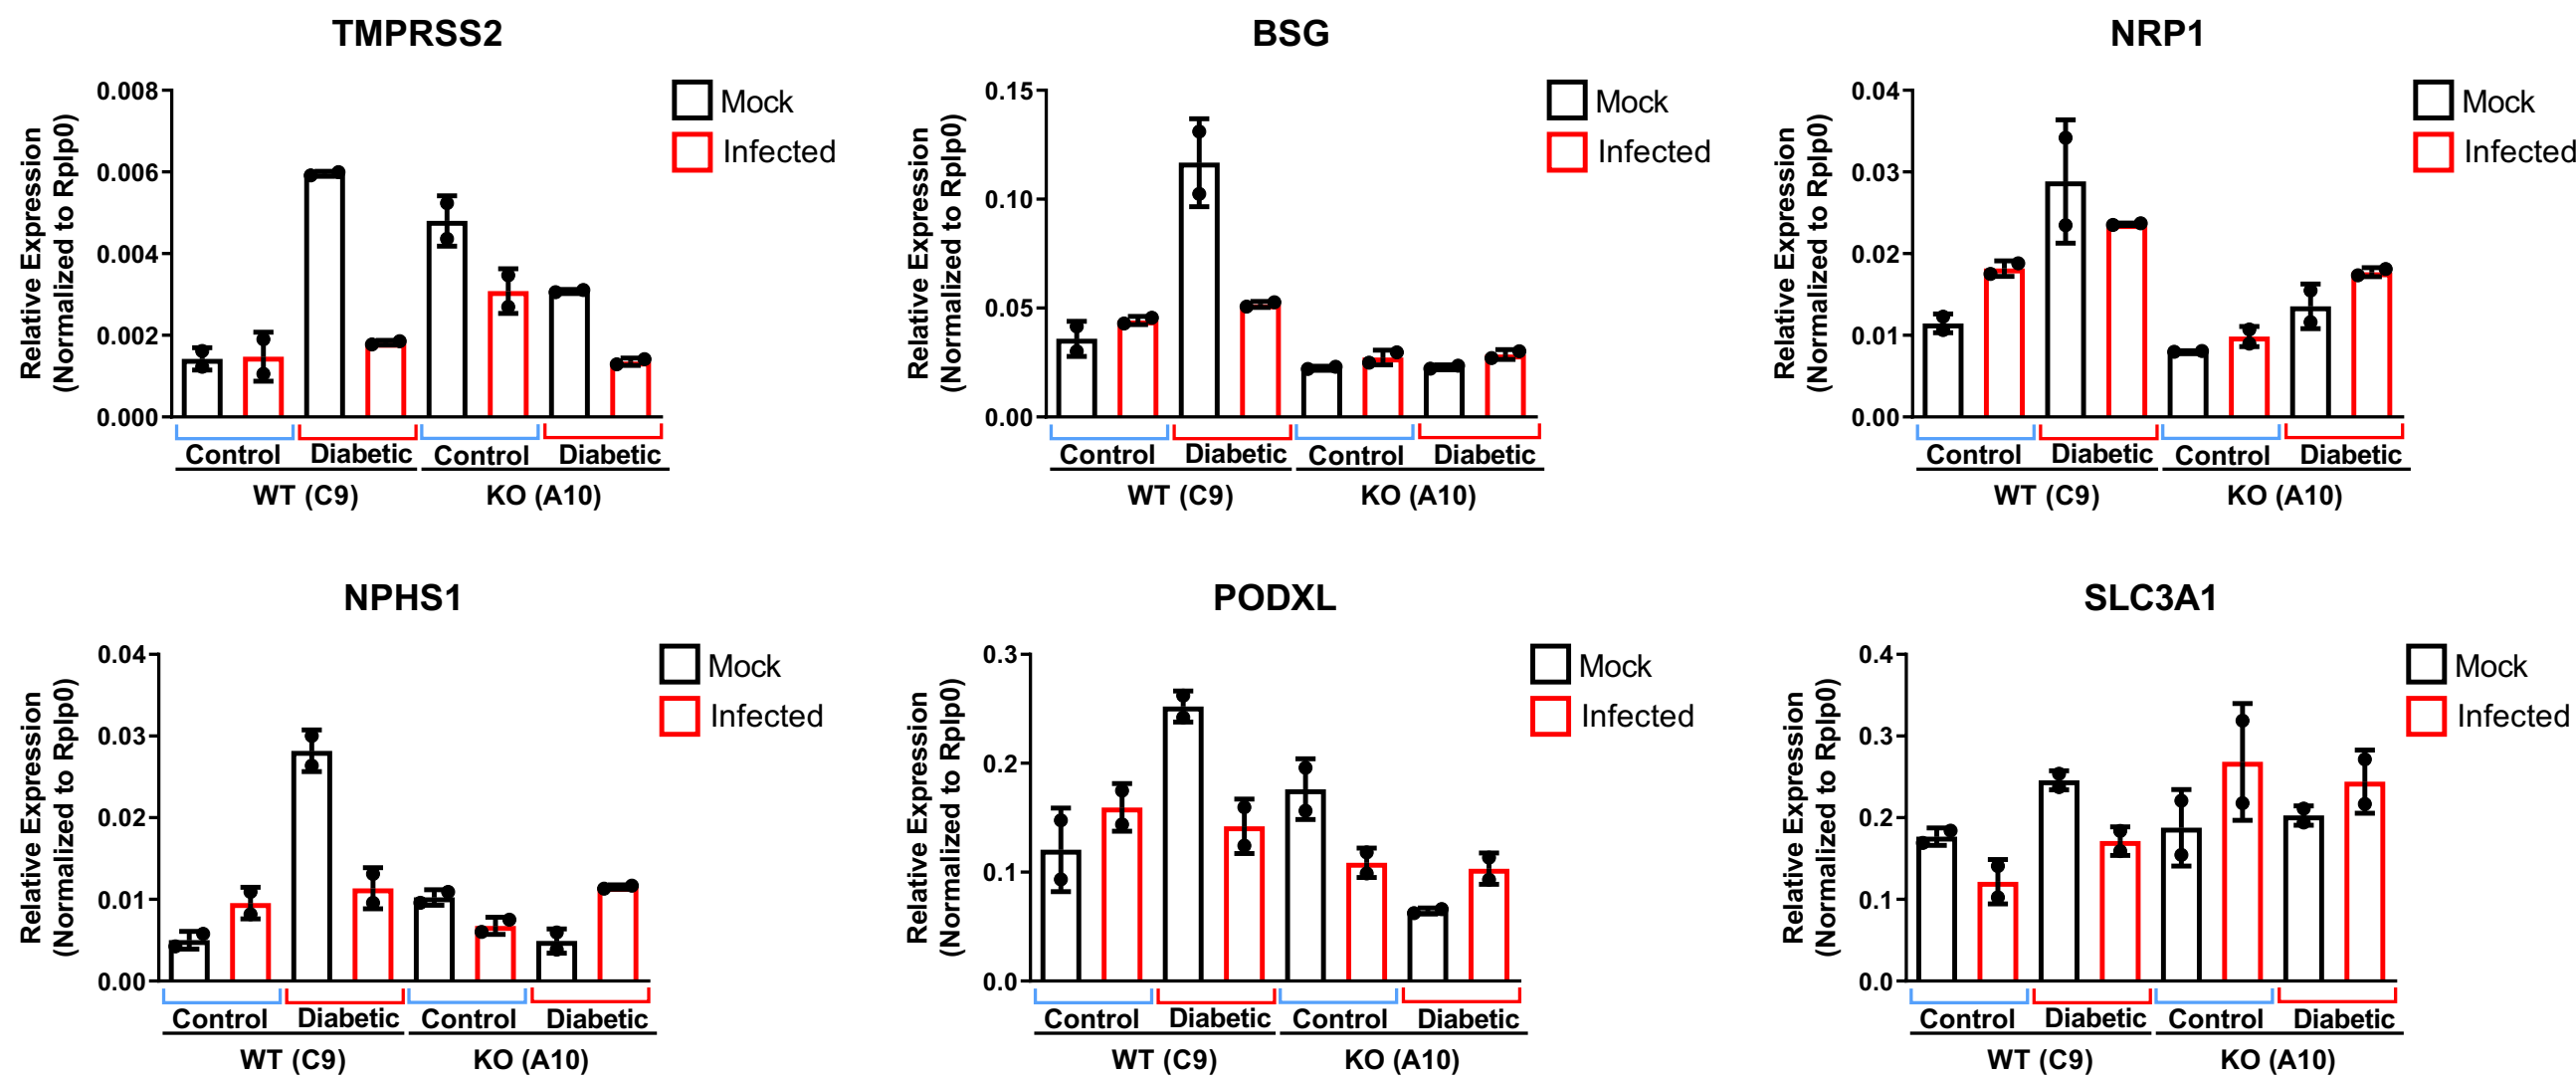 TMPRSS2
Relative Expression
(Normalized to Rplp0)
0.008
0.006
0.004
0.002
0.000
Mock
Infected
Control Diabetic Control Diabetic
WT (C9) KO (A10)
BSG
Relative Expression
(Normalized to Rplp0)
0.15
0.10
0.05
0.00
Mock
Infected
Control Diabetic Control Diabetic
WT (C9) KO (A10)
NRP1
Relative Expression
(Normalized to Rplp0)
0.04
0.03
0.02
0.01
0.00
Mock
Infected
Control Diabetic Control Diabetic
WT (C9) KO (A10)
NPHS1
Relative Expression
(Normalized to Rplp0)
0.04
0.03
0.02
0.01
0.00
Mock
Infected
Control Diabetic Control Diabetic
WT (C9) KO (A10)
PODXL
Relative Expression
(Normalized to Rplp0)
0.3
0.2
0.1
0.0
Mock
Infected
Control Diabetic Control Diabetic
WT (C9) KO (A10)
SLC3A1
Relative Expression
(Normalized to Rplp0)
0.4
0.3
0.2
0.1
0.0
Mock
Infected
Control Diabetic Control Diabetic
WT (C9) KO (A10)